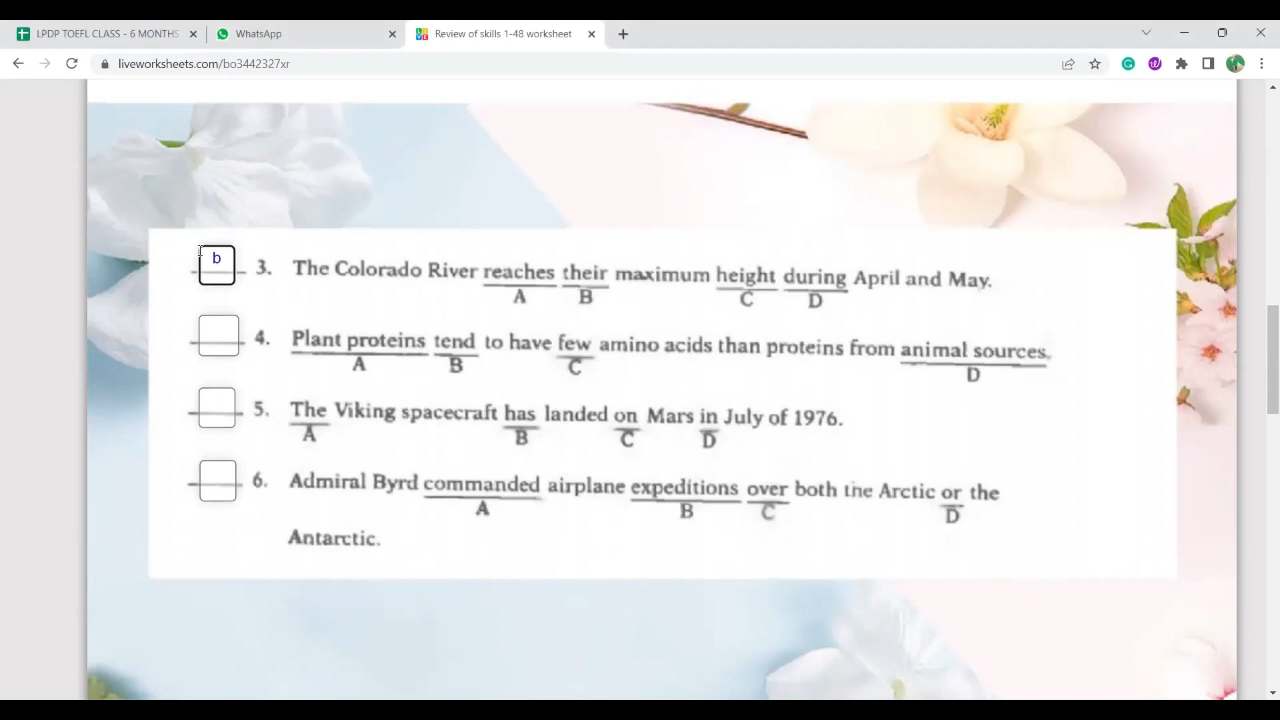 LPDP TOEFL CLASS - 6 MONTHS
WhatsApp
Review of skills 1-48 worksheet
liveworksheets.com/bo3442327xr
b
3. The Colorado River reaches their maximum height during April and May.
A B C D
4. Plant proteins tend to have few amino acids than proteins from animal sources.
A B C D
5. The Viking spacecraft has landed on Mars in July of 1976.
A B C D
6. Admiral Byrd commanded airplane expeditions over both the Arctic or the
A B C D
Antarctic.